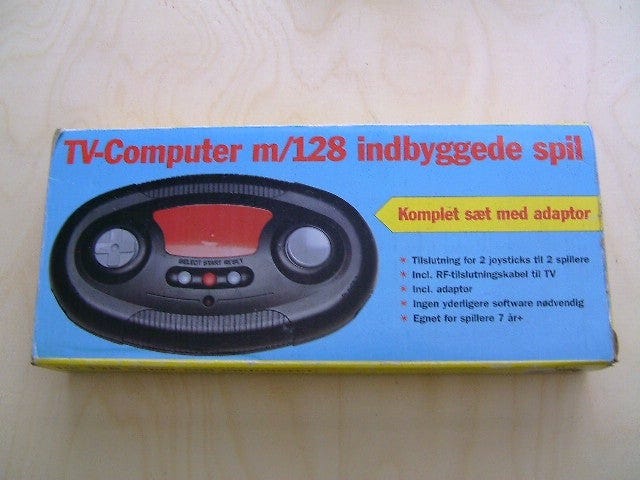 TV-Computer m/128 indbyggede spil
Komplet sæt med adaptor
SELECT START RESET
* Tilslutning for 2 joysticks til 2 spillere
* Incl. RF-tilslutningskabel til TV
* Incl. adaptor
* Ingen yderligere software nødvendig
* Egnet for spillere 7 år+